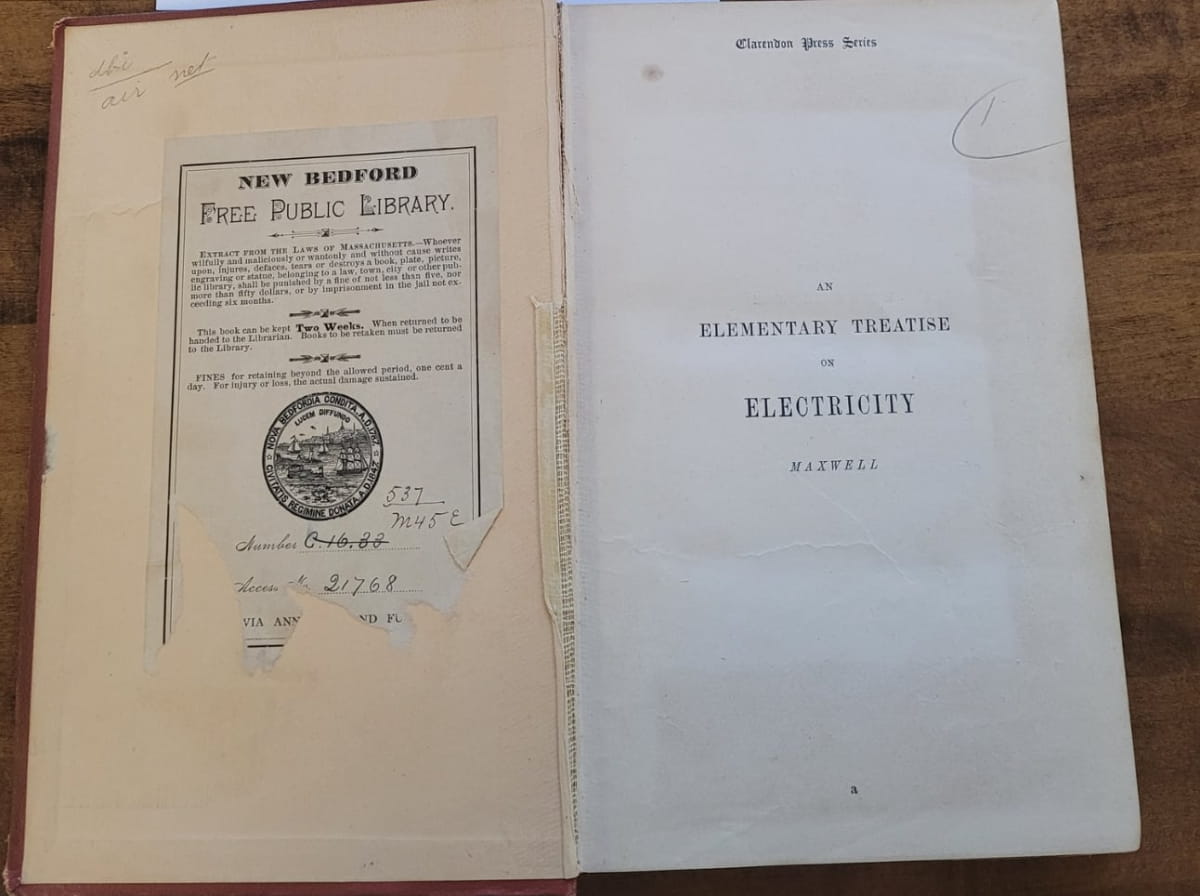 air net
NEW BEDFORD
FREE PUBLIC LIBRARY.
EXTRACT FROM THE LAWS OF MASSACHUSETTS.—Whoever
wilfully and maliciously or wantonly and without cause writes
upon, injures, defaces, tears or destroys a book, plate, picture,
engraving or statue, belonging to a law, town, city or other pub-
lic library, shall be punished by a fine of not less than five, nor
more than fifty dollars, or by imprisonment in the jail not ex-
ceeding six months.
This book can be kept Two Weeks. When returned to be
handed to the Librarian. Books to be retaken must be returned
to the Library.
FINES for retaining beyond the allowed period, one cent a
day. For injury or loss, the actual damage sustained.
NOVA BEDFORDIA CONDITA A.D.1787
LUCEM DIFFUNDO
CIVITATIS REGIMINE DONATA A.D.1847
537
M45E
Number C.16.33
Access No 21768
VIA ANN ND FU
Clarendon Press Series
1
AN
ELEMENTARY TREATISE
ON
ELECTRICITY
MAXWELL
a